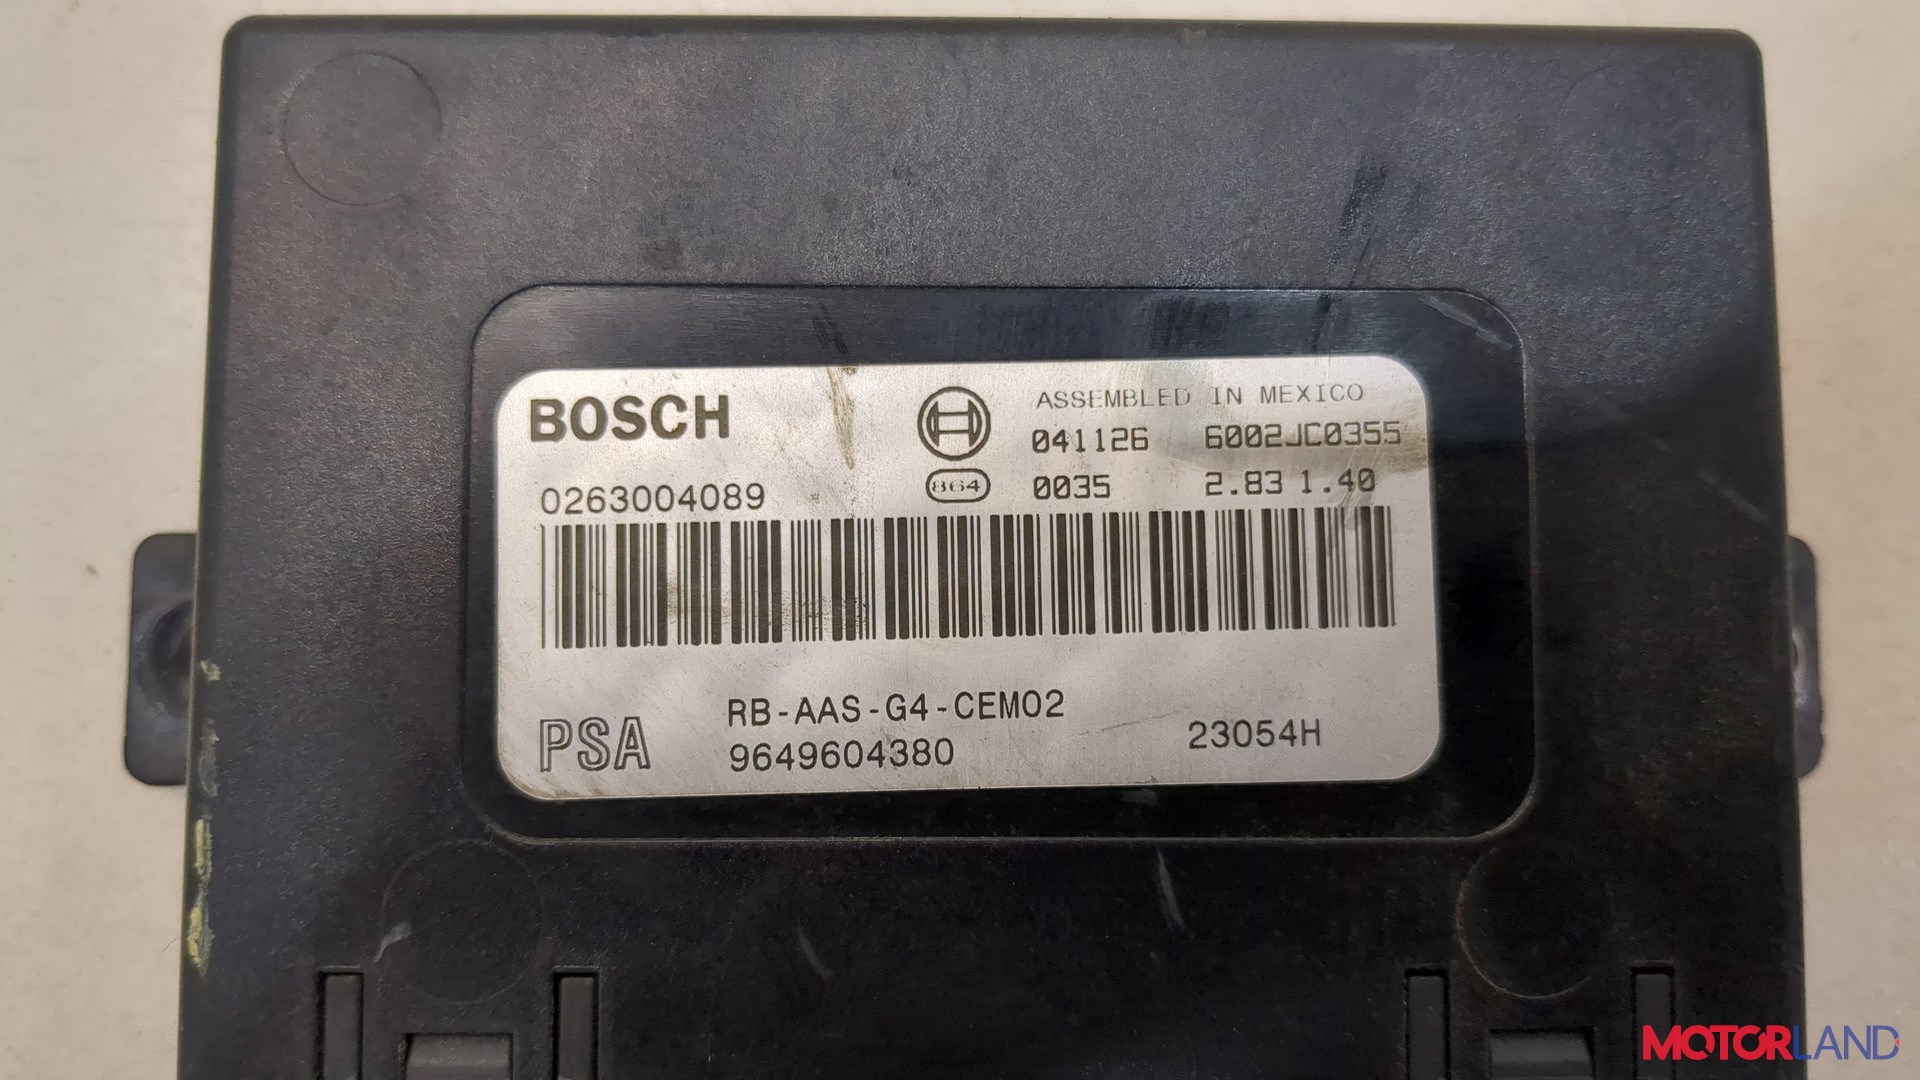 BOSCH
ASSEMBLED IN MEXICO
041126 6002JC0355
0263004089
864
0035 2.83 1.40
RB-AAS-G4-CEM02
PSA
9649604380
23054H
MOTORLAND